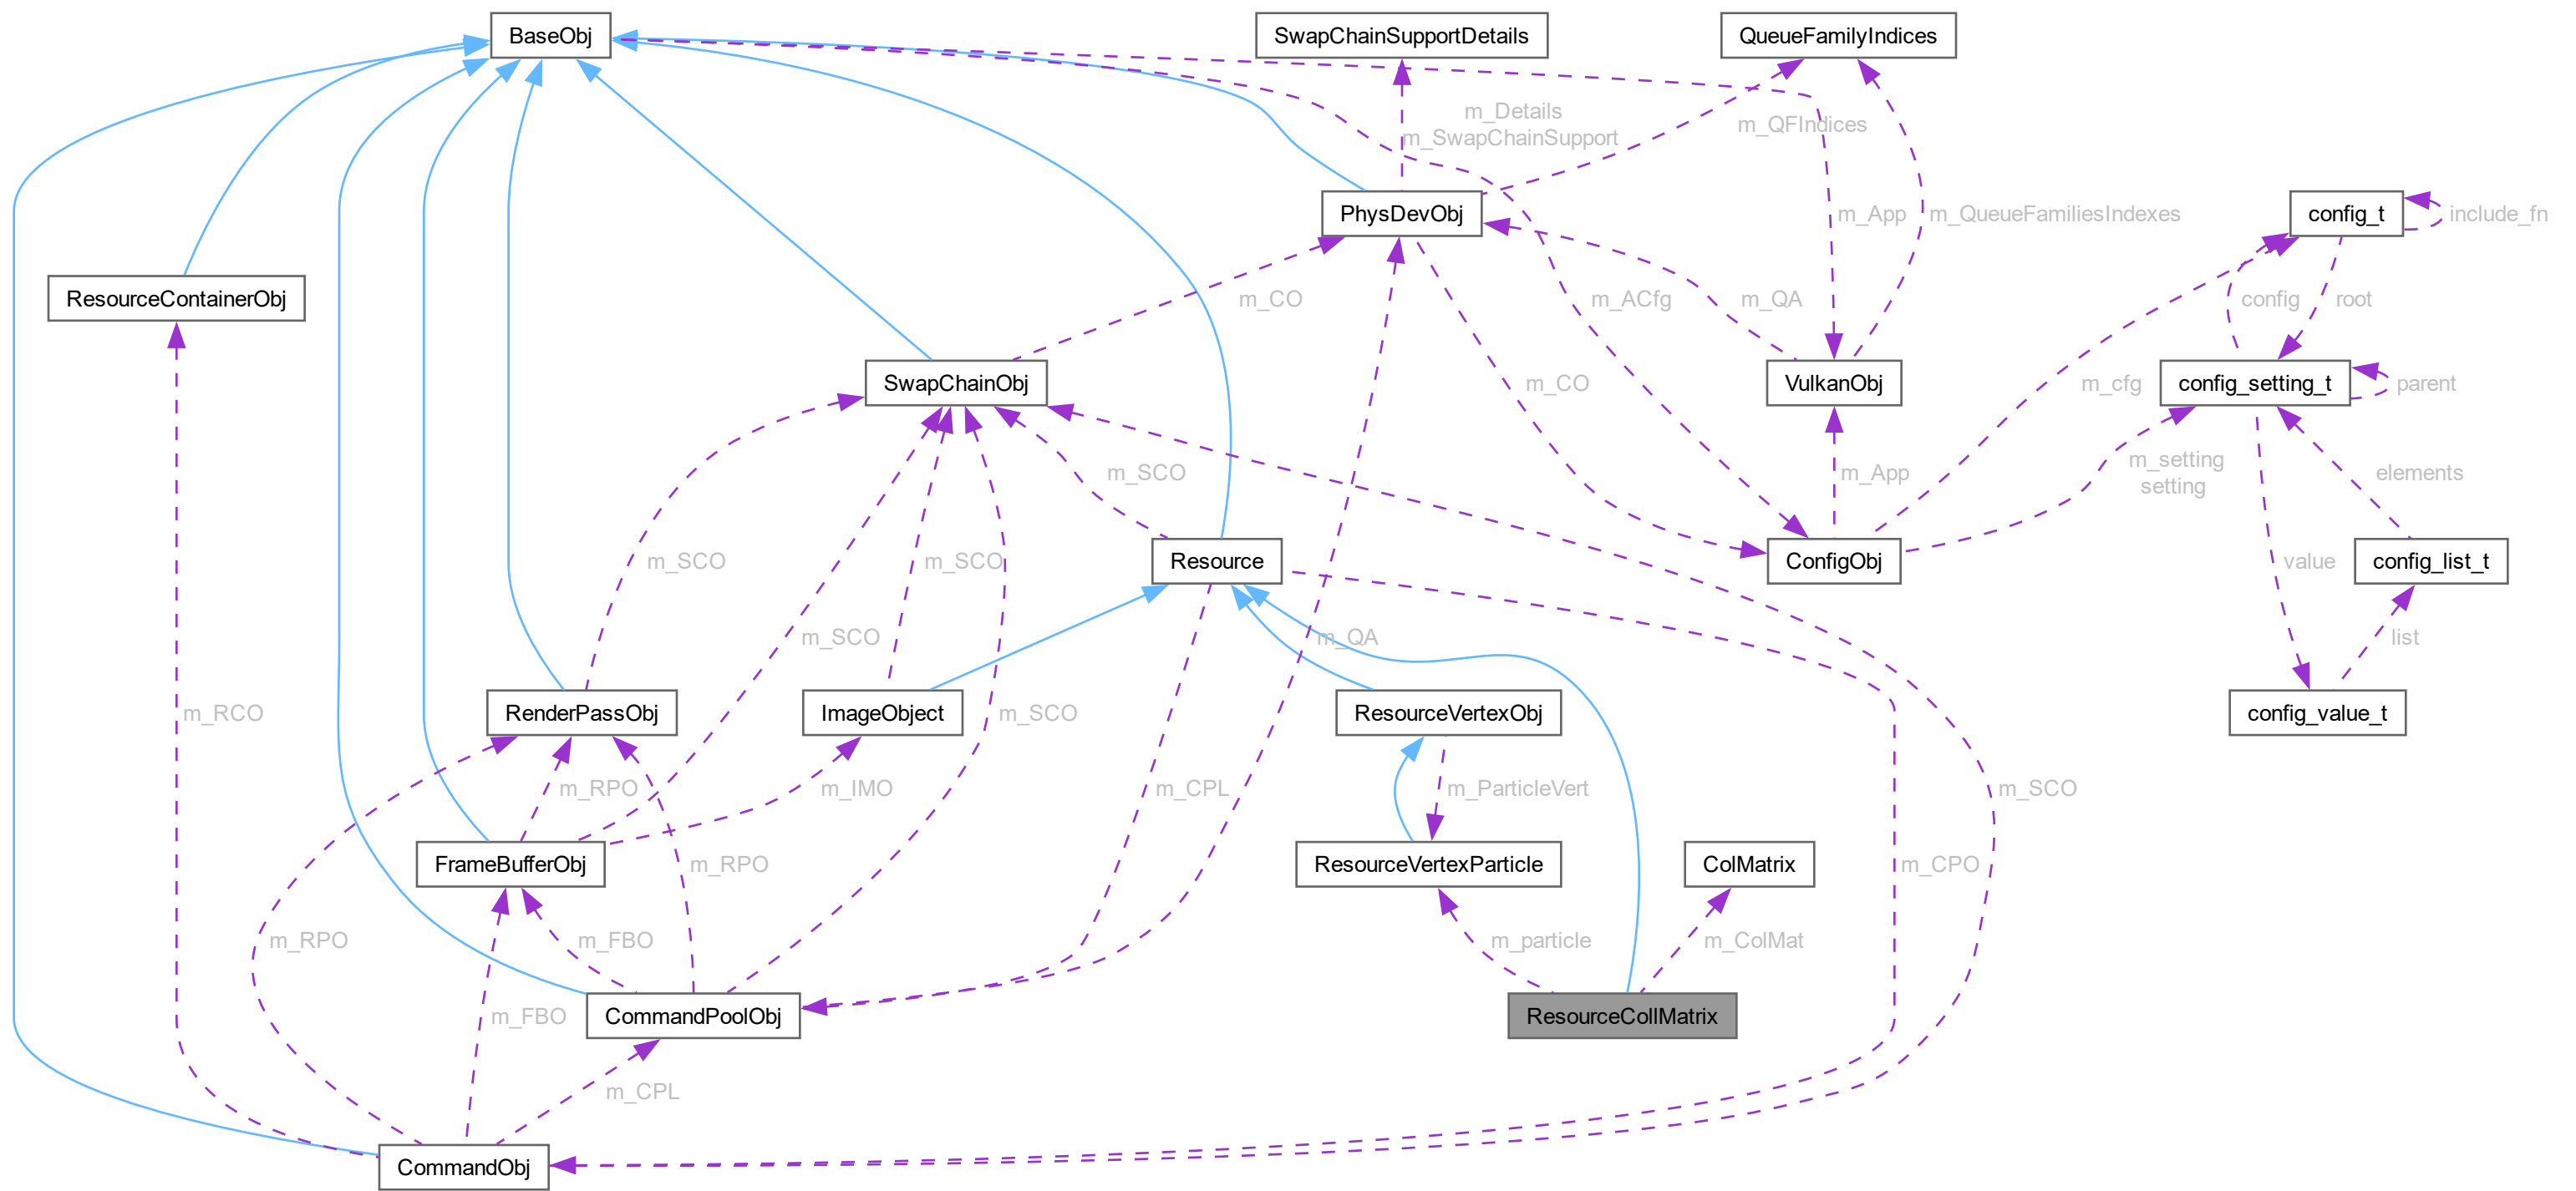 BaseObj
SwapChainSupportDetails
QueueFamilyIndices
m_Details
m_SwapChainSupport
m_QFIndices
PhysDevObj
m_App
m_QueueFamiliesIndexes
config_t
include_fn
ResourceContainerObj
m_CO
m_ACfg
m_QA
config
root
SwapChainObj
m_CO
VulkanObj
m_cfg
config_setting_t
parent
m_SCO
m_App
m_setting
setting
elements
m_SCO
m_SCO
Resource
ConfigObj
value
config_list_t
m_SCO
m_QA
list
m_RCO
RenderPassObj
ImageObject
m_SCO
ResourceVertexObj
config_value_t
m_RPO
m_IMO
m_CPL
m_ParticleVert
m_SCO
FrameBufferObj
m_RPO
ResourceVertexParticle
ColMatrix
m_CPO
m_RPO
m_FBO
m_particle
m_ColMat
m_FBO
CommandPoolObj
ResourceCollMatrix
m_CPL
CommandObj